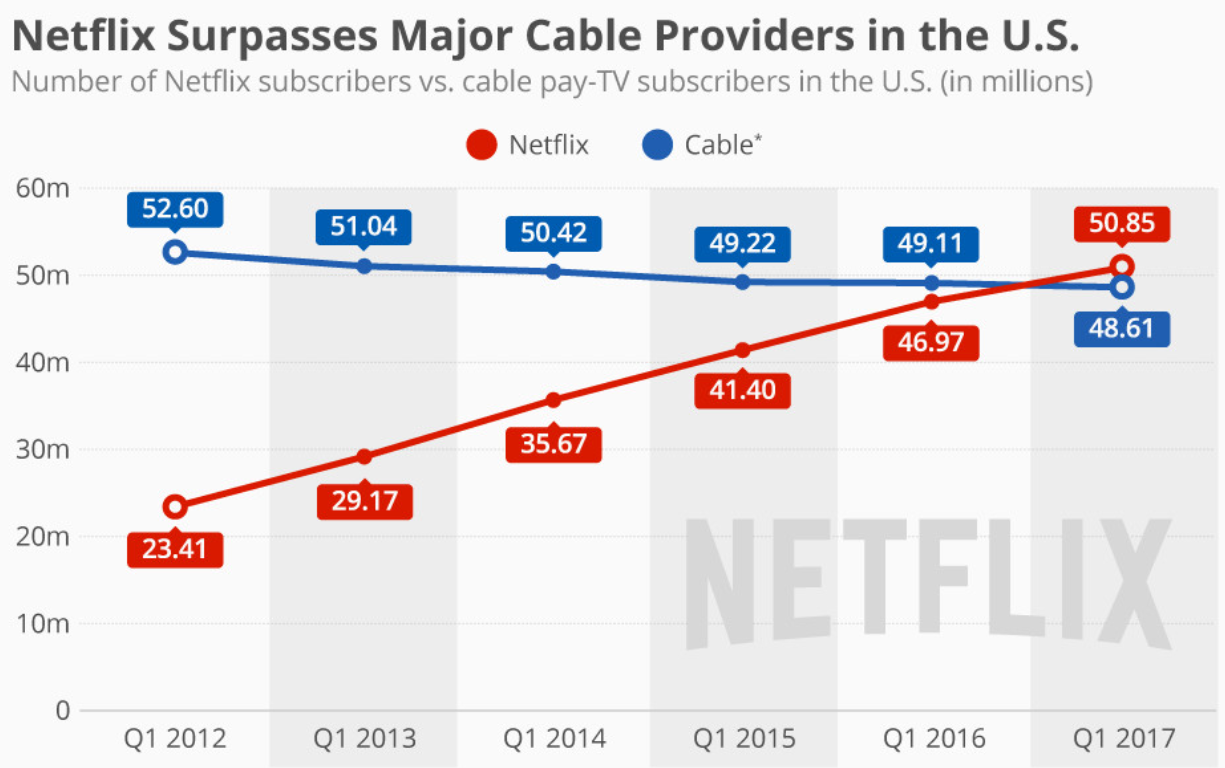 Netflix Surpasses Major Cable Providers in the U.S.
Number of Netflix subscribers vs. cable pay-TV subscribers in the U.S. (in millions)
Netflix Cable*
60m
52.60 51.04 50.42 49.22 49.11 50.85
50m
48.61
46.97
40m
41.40
35.67
30m
29.17
23.41
20m
NETFLIX
10m
0
Q1 2012 Q1 2013 Q1 2014 Q1 2015 Q1 2016 Q1 2017